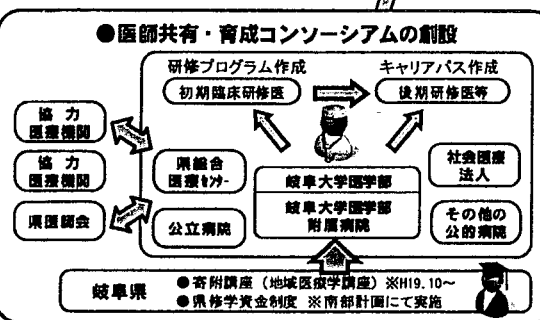 ●医師共有・育成コンソーシアムの創設
研修プログラム作成
キャリアパス作成
初期臨床研修医
後期研修医等
協力
医療機関
協力
医療機関
県医師会
県総合
医療センター
公立病院
岐阜大学医学部
岐阜大学医学部
附属病院
社会医療
法人
その他の
公的病院
岐阜県
●寄附講座（地域医療学講座）※H19.10～
●県修学資金制度 ※南部計画にて実施